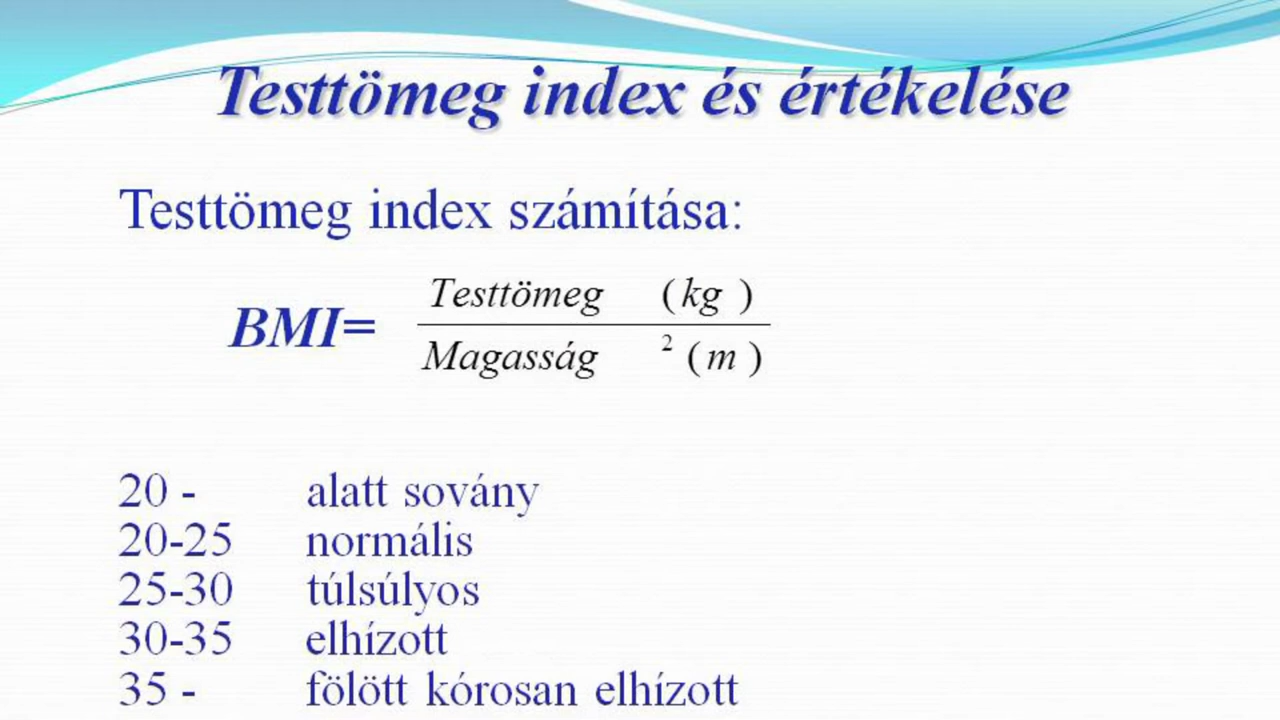 Testtömeg index és értékelése
Testtömeg index számítása:
BMI= Testtömeg (kg )
Magasság ² (m )
20 - alatt sovány
20-25 normális
25-30 túlsúlyos
30-35 elhízott
35 - fölött kórosan elhízott